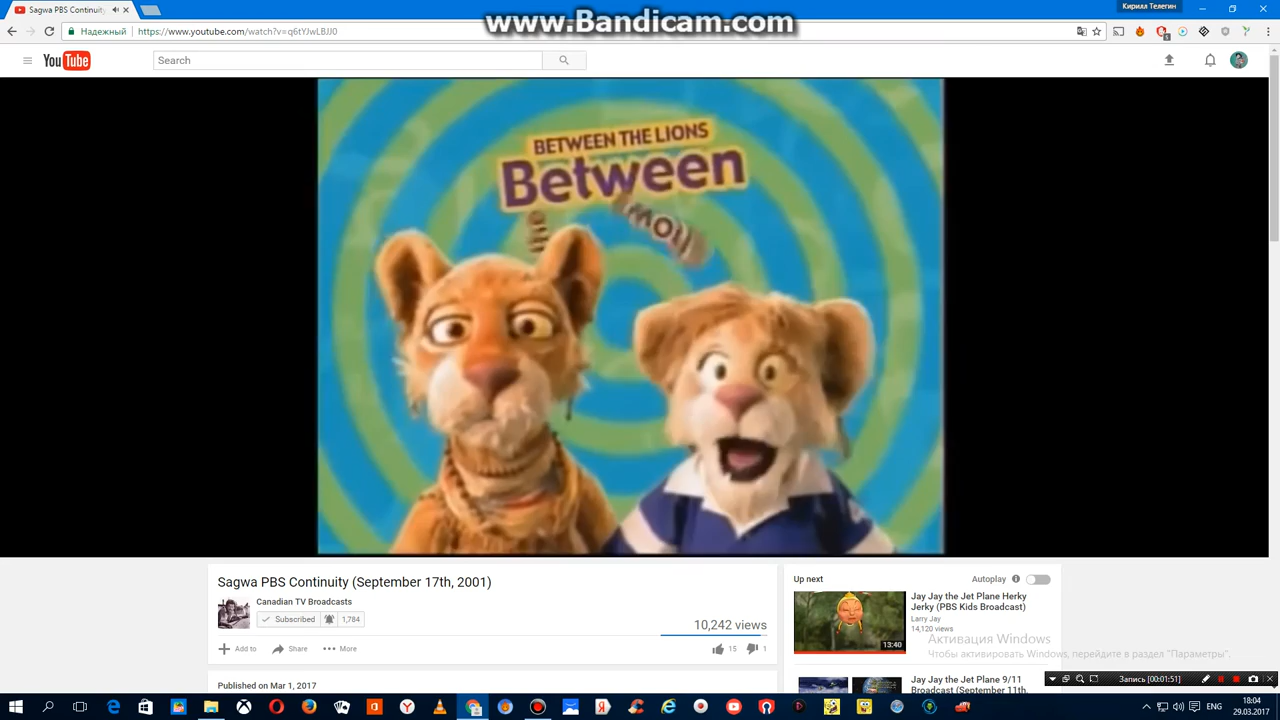 www.Bandicam.com
Sagwa PBS Continuity
Кирилл Телегин
Надежный
https://www.youtube.com/watch?v=q6tYJwLBJJ0
YouTube
Search
BETWEEN THE LIONS
Between
Sagwa PBS Continuity (September 17th, 2001)
Canadian TV Broadcasts
Subscribed 1,784
10,242 views
Add to Share More 15 1
Published on Mar 1, 2017
Up next Autoplay
Jay Jay the Jet Plane Herky
Jerky (PBS Kids Broadcast)
Larry Jay
14,120 views
13:40
Активация Windows
Чтобы активировать Windows, перейдите в раздел "Параметры".
Jay Jay the Jet Plane 9/11
Broadcast (September 11th,
Запись [00:01:51]
ENG
18:04
29.03.2017